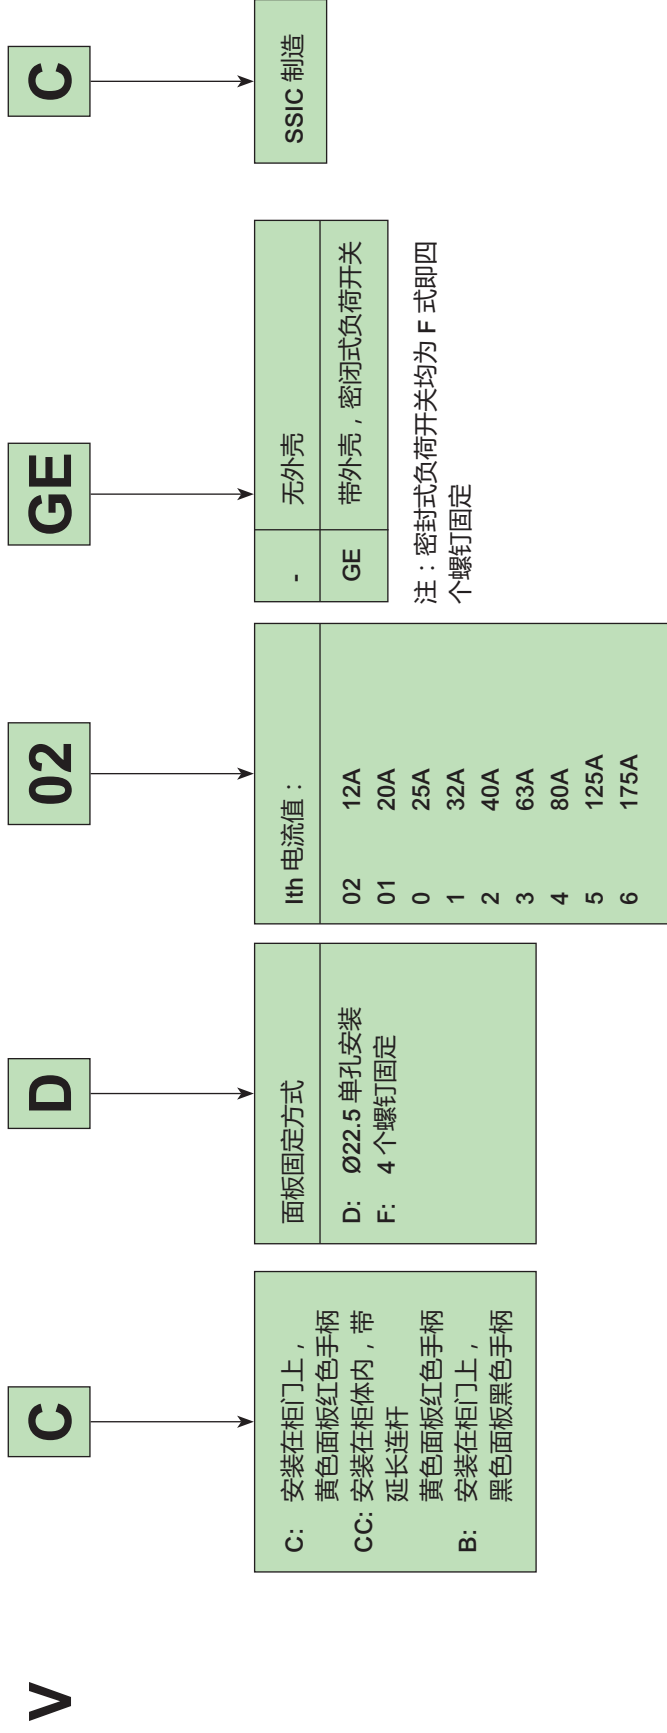 V
C
D
02
GE
C
C: 安装在柜门上，
黄色面板红色手柄
CC: 安装在柜体内，带
延长连杆
黄色面板红色手柄
B: 安装在柜门上，
黑色面板黑色手柄
面板固定方式
D: Ø22.5 单孔安装
F: 4 个螺钉固定
Ith 电流值：
02 12A
01 20A
0 25A
1 32A
2 40A
3 63A
4 80A
5 125A
6 175A
- 无外壳
GE 带外壳，密闭式负荷开关
注：密封式负荷开关均为 F 式即四
个螺钉固定
SSIC 制造